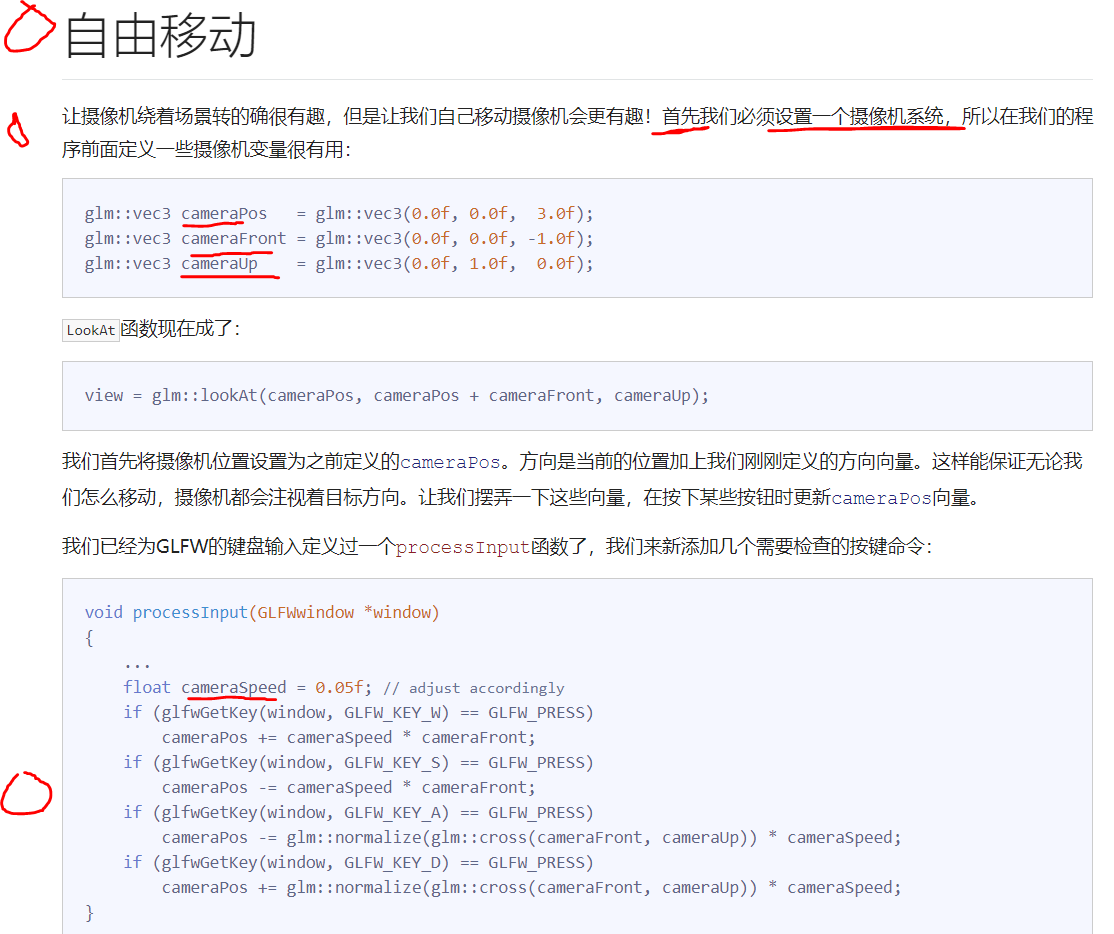 自由移动
让摄像机绕着场景转的确很有趣，但是让我们自己移动摄像机会更有趣！首先我们必须设置一个摄像机系统，所以在我们的程
序前面定义一些摄像机变量很有用：
glm::vec3 cameraPos   = glm::vec3(0.0f, 0.0f,  3.0f);
glm::vec3 cameraFront = glm::vec3(0.0f, 0.0f, -1.0f);
glm::vec3 cameraUp    = glm::vec3(0.0f, 1.0f,  0.0f);
LookAt函数现在成了：
view = glm::lookAt(cameraPos, cameraPos + cameraFront, cameraUp);
我们首先将摄像机位置设置为之前定义的cameraPos。方向是当前的位置加上我们刚刚定义的方向向量。这样能保证无论我
们怎么移动，摄像机都会注视着目标方向。让我们摆弄一下这些向量，在按下某些按钮时更新cameraPos向量。
我们已经为GLFW的键盘输入定义过一个processInput函数了，我们来新添加几个需要检查的按键命令：
void processInput(GLFWwindow *window)
{
    ...
    float cameraSpeed = 0.05f; // adjust accordingly
    if (glfwGetKey(window, GLFW_KEY_W) == GLFW_PRESS)
        cameraPos += cameraSpeed * cameraFront;
    if (glfwGetKey(window, GLFW_KEY_S) == GLFW_PRESS)
        cameraPos -= cameraSpeed * cameraFront;
    if (glfwGetKey(window, GLFW_KEY_A) == GLFW_PRESS)
        cameraPos -= glm::normalize(glm::cross(cameraFront, cameraUp)) * cameraSpeed;
    if (glfwGetKey(window, GLFW_KEY_D) == GLFW_PRESS)
        cameraPos += glm::normalize(glm::cross(cameraFront, cameraUp)) * cameraSpeed;
}